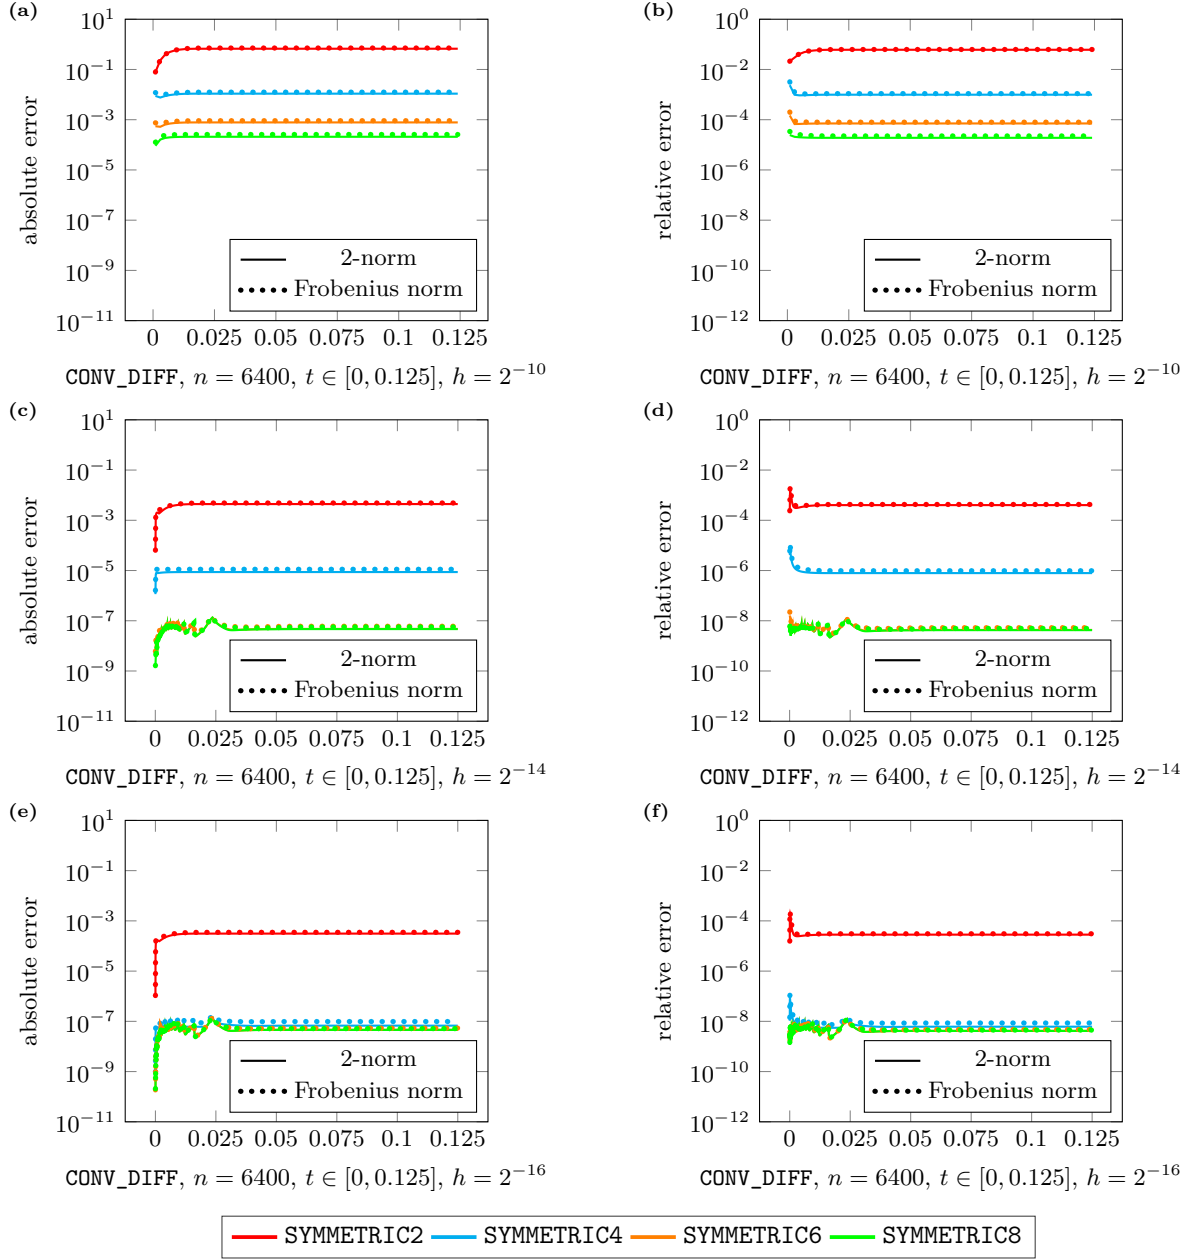 (a)
absolute error
10^1
10^{-1}
10^{-3}
10^{-5}
10^{-7}
10^{-9}
10^{-11}
2-norm
Frobenius norm
0 0.025 0.05 0.075 0.1 0.125
CONV_DIFF, n = 6400, t ∈ [0, 0.125], h = 2^{-10}
(b)
relative error
10^0
10^{-2}
10^{-4}
10^{-6}
10^{-8}
10^{-10}
10^{-12}
2-norm
Frobenius norm
0 0.025 0.05 0.075 0.1 0.125
CONV_DIFF, n = 6400, t ∈ [0, 0.125], h = 2^{-10}
(c)
absolute error
10^1
10^{-1}
10^{-3}
10^{-5}
10^{-7}
10^{-9}
10^{-11}
2-norm
Frobenius norm
0 0.025 0.05 0.075 0.1 0.125
CONV_DIFF, n = 6400, t ∈ [0, 0.125], h = 2^{-14}
(d)
relative error
10^0
10^{-2}
10^{-4}
10^{-6}
10^{-8}
10^{-10}
10^{-12}
2-norm
Frobenius norm
0 0.025 0.05 0.075 0.1 0.125
CONV_DIFF, n = 6400, t ∈ [0, 0.125], h = 2^{-14}
(e)
absolute error
10^1
10^{-1}
10^{-3}
10^{-5}
10^{-7}
10^{-9}
10^{-11}
2-norm
Frobenius norm
0 0.025 0.05 0.075 0.1 0.125
CONV_DIFF, n = 6400, t ∈ [0, 0.125], h = 2^{-16}
(f)
relative error
10^0
10^{-2}
10^{-4}
10^{-6}
10^{-8}
10^{-10}
10^{-12}
2-norm
Frobenius norm
0 0.025 0.05 0.075 0.1 0.125
CONV_DIFF, n = 6400, t ∈ [0, 0.125], h = 2^{-16}
SYMMETRIC2 SYMMETRIC4 SYMMETRIC6 SYMMETRIC8